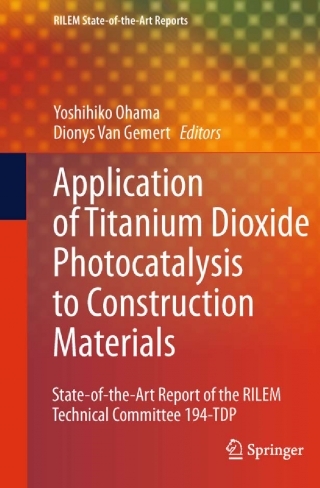 RILEM State-of-the-Art Reports
Yoshihiko Ohama
Dionys Van Gemert Editors
Application
of Titanium Dioxide
Photocatalysis
to Construction
Materials
State-of-the-Art Report of the RILEM
Technical Committee 194-TDP
Springer